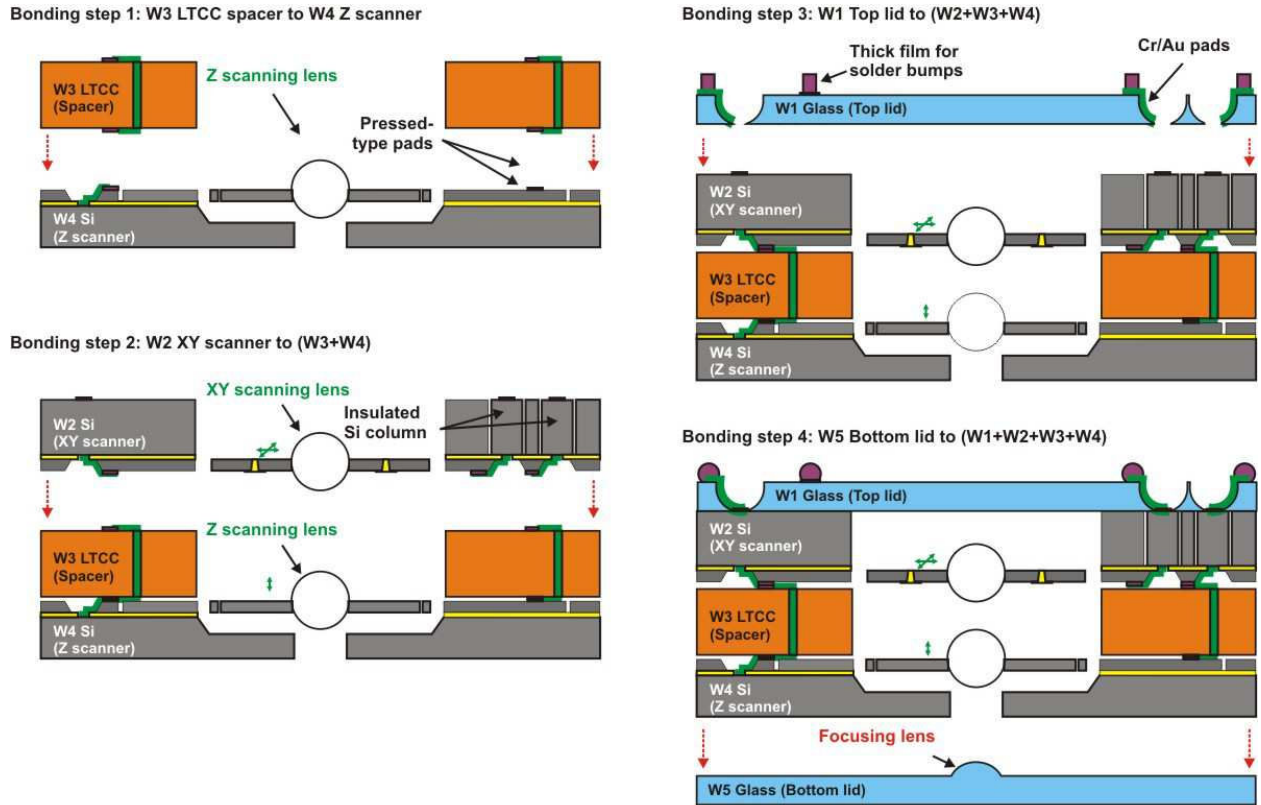 Bonding step 1: W3 LTCC spacer to W4 Z scanner
W3 LTCC
(Spacer)
Z scanning lens
Pressed-
type pads
W4 Si
(Z scanner)
Bonding step 2: W2 XY scanner to (W3+W4)
XY scanning lens
W2 Si
(XY scanner)
Insulated
Si column
Z scanning lens
W3 LTCC
(Spacer)
W4 Si
(Z scanner)
Bonding step 3: W1 Top lid to (W2+W3+W4)
Thick film for
solder bumps
Cr/Au pads
W1 Glass (Top lid)
W2 Si
(XY scanner)
W3 LTCC
(Spacer)
W4 Si
(Z scanner)
Bonding step 4: W5 Bottom lid to (W1+W2+W3+W4)
W1 Glass (Top lid)
W2 Si
(XY scanner)
W3 LTCC
(Spacer)
W4 Si
(Z scanner)
Focusing lens
W5 Glass (Bottom lid)